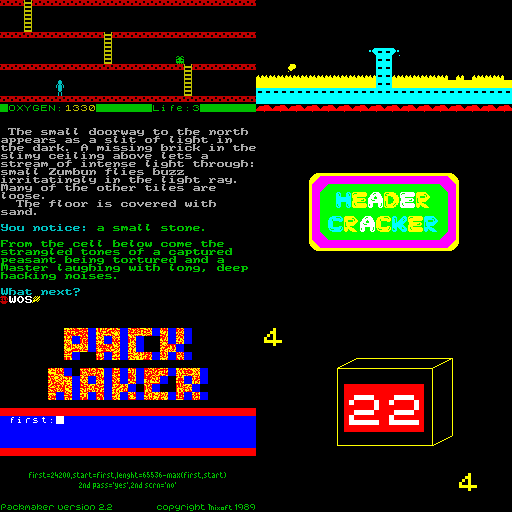 OXYGEN:1330 Life:3
The small doorway to the north
appears as a slit of light in
the dark. A missing brick in the
slimy ceiling above lets a
stream of intense light through:
small Zumbun flies buzz
irritatingly in the light ray.
Many of the other tiles are
loose.
The floor is covered with
sand.
You notice: a small stone.
From the cell below come the
strangled tones of a captured
peasant being tortured and a
Master laughing with long, deep
hacking noises.
What next?
WOS
HEADER
CRACKER
PACK
MAKER
first:
first=24200,start=first,lenght=65536-max(first,start)
2nd pass='yes',2nd scrn='no'
Packmaker version 2.2 copyright Mixoft 1989
4
22
4